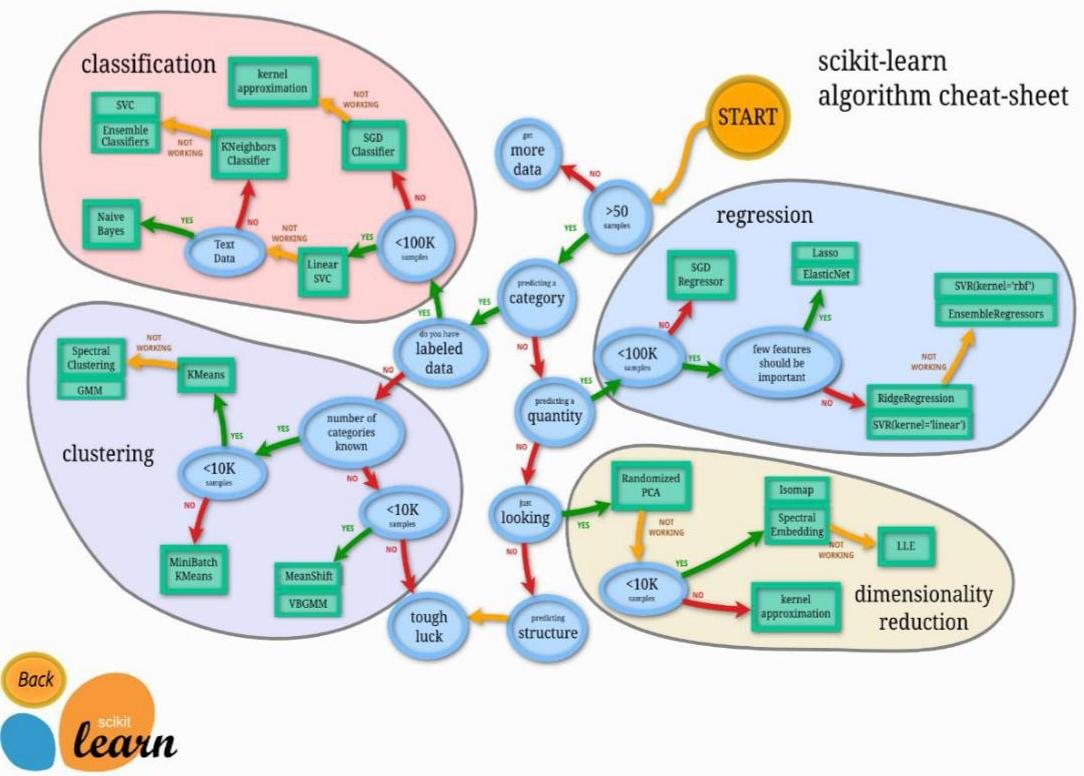 scikit-learn
algorithm cheat-sheet
START
get
more
data
NO
>50
samples
YES
predicting a
category
YES
NO
do you have
labeled
data
YES
NO
predicting a
quantity
YES
NO
just
looking
YES
NO
predicting
structure
tough
luck
classification
kernel
approximation
NOT
WORKING
SGD
Classifier
NO
<100K
samples
YES
Linear
SVC
NOT
WORKING
Text
Data
YES
Naive
Bayes
NO
KNeighbors
Classifier
NOT
WORKING
SVC
Ensemble
Classifiers
regression
SGD
Regressor
NO
<100K
samples
YES
few features
should be
important
YES
Lasso
ElasticNet
NO
RidgeRegression
SVR(kernel='linear')
NOT
WORKING
SVR(kernel='rbf')
EnsembleRegressors
clustering
number of
categories
known
YES
NO
<10K
samples
YES
KMeans
NOT
WORKING
Spectral
Clustering
GMM
NO
MiniBatch
KMeans
<10K
samples
YES
MeanShift
VBGMM
NO
dimensionality
reduction
Randomized
PCA
NOT
WORKING
<10K
samples
YES
Isomap
Spectral
Embedding
NOT
WORKING
LLE
NO
kernel
approximation
Back
scikit
learn